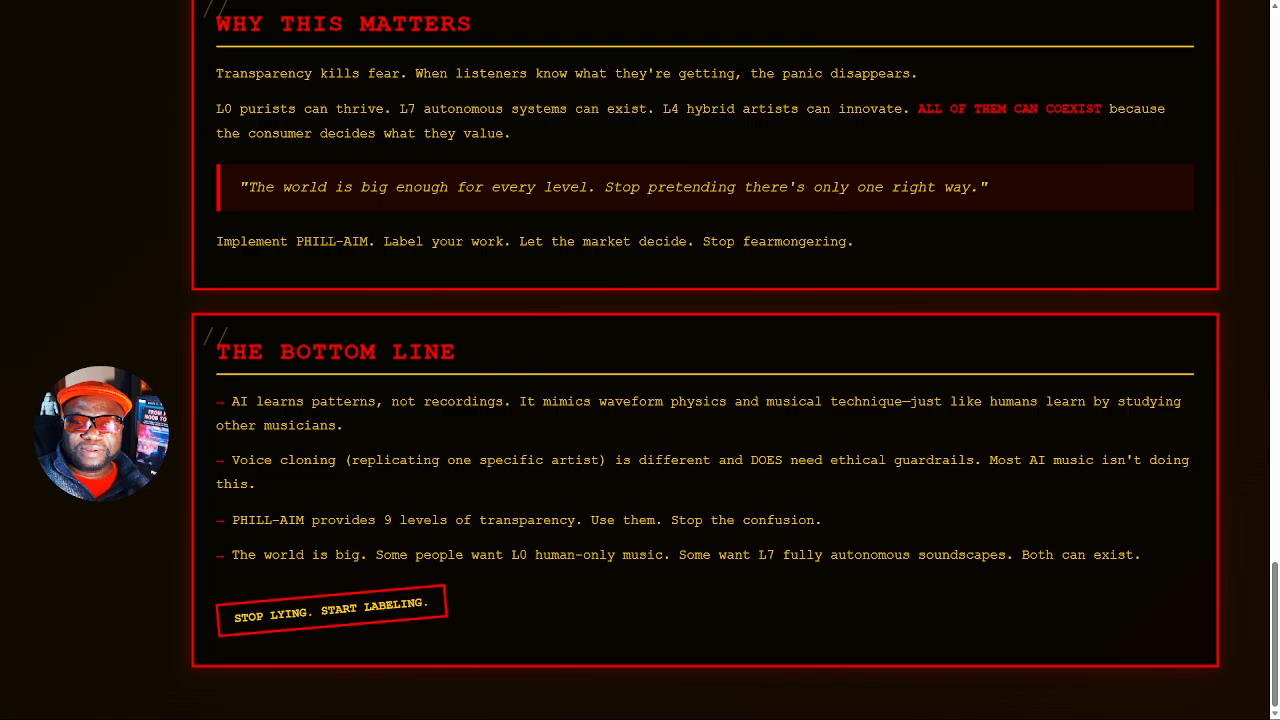 //
WHY THIS MATTERS
Transparency kills fear. When listeners know what they're getting, the panic disappears.
L0 purists can thrive. L7 autonomous systems can exist. L4 hybrid artists can innovate. ALL OF THEM CAN COEXIST because
the consumer decides what they value.
"The world is big enough for every level. Stop pretending there's only one right way."
Implement PHILL-AIM. Label your work. Let the market decide. Stop fearmongering.
//
THE BOTTOM LINE
→ AI learns patterns, not recordings. It mimics waveform physics and musical technique—just like humans learn by studying
other musicians.
→ Voice cloning (replicating one specific artist) is different and DOES need ethical guardrails. Most AI music isn't doing
this.
→ PHILL-AIM provides 9 levels of transparency. Use them. Stop the confusion.
→ The world is big. Some people want L0 human-only music. Some want L7 fully autonomous soundscapes. Both can exist.
STOP LYING. START LABELING.